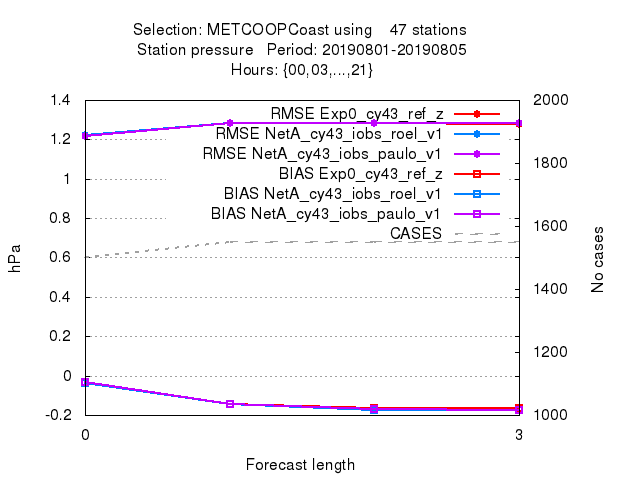 Selection: METCOOPCoast using    47 stations
Station pressure   Period: 20190801-20190805
Hours: {00,03,...,21}
1.4
1.2
1
0.8
0.6
0.4
0.2
0
-0.2
2000
1800
1600
1400
1200
1000
RMSE Exp0_cy43_ref_z
RMSE NetA_cy43_iobs_roel_v1
RMSE NetA_cy43_iobs_paulo_v1
BIAS Exp0_cy43_ref_z
BIAS NetA_cy43_iobs_roel_v1
BIAS NetA_cy43_iobs_paulo_v1
CASES
hPa
No cases
0
3
Forecast length